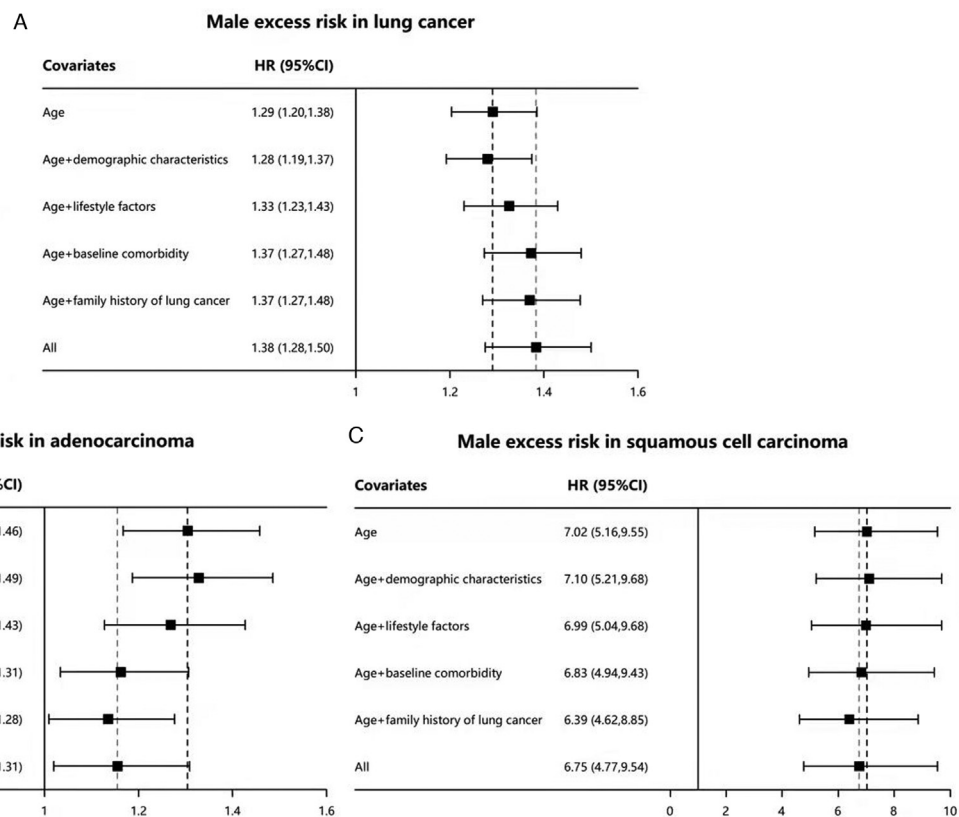 A
Male excess risk in lung cancer
Covariates HR (95%CI)
Age 1.29 (1.20,1.38)
Age+demographic characteristics 1.28 (1.19,1.37)
Age+lifestyle factors 1.33 (1.23,1.43)
Age+baseline comorbidity 1.37 (1.27,1.48)
Age+family history of lung cancer 1.37 (1.27,1.48)
All 1.38 (1.28,1.50)
1 1.2 1.4 1.6
isk in adenocarcinoma
%CI)
1.46)
1.49)
1.43)
1.31)
1.28)
1.31)
1 1.2 1.4 1.6
C
Male excess risk in squamous cell carcinoma
Covariates HR (95%CI)
Age 7.02 (5.16,9.55)
Age+demographic characteristics 7.10 (5.21,9.68)
Age+lifestyle factors 6.99 (5.04,9.68)
Age+baseline comorbidity 6.83 (4.94,9.43)
Age+family history of lung cancer 6.39 (4.62,8.85)
All 6.75 (4.77,9.54)
0 2 4 6 8 10